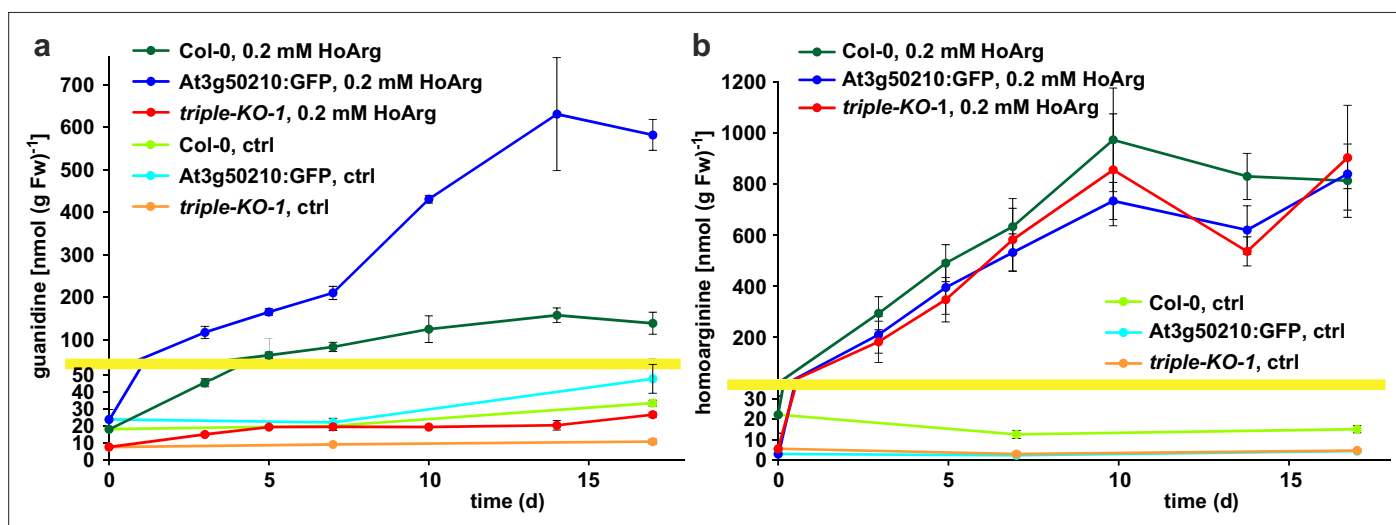 a
Col-0, 0.2 mM HoArg
At3g50210:GFP, 0.2 mM HoArg
triple-KO-1, 0.2 mM HoArg
Col-0, ctrl
At3g50210:GFP, ctrl
triple-KO-1, ctrl
guanidine [nmol (g Fw)-1]
700
600
500
400
300
200
100
50
40
30
20
10
0
0 5 10 15
time (d)
b
Col-0, 0.2 mM HoArg
At3g50210:GFP, 0.2 mM HoArg
triple-KO-1, 0.2 mM HoArg
homoarginine [nmol (g Fw)-1]
1200
1000
800
600
400
200
30
20
10
0
Col-0, ctrl
At3g50210:GFP, ctrl
triple-KO-1, ctrl
0 5 10 15
time (d)